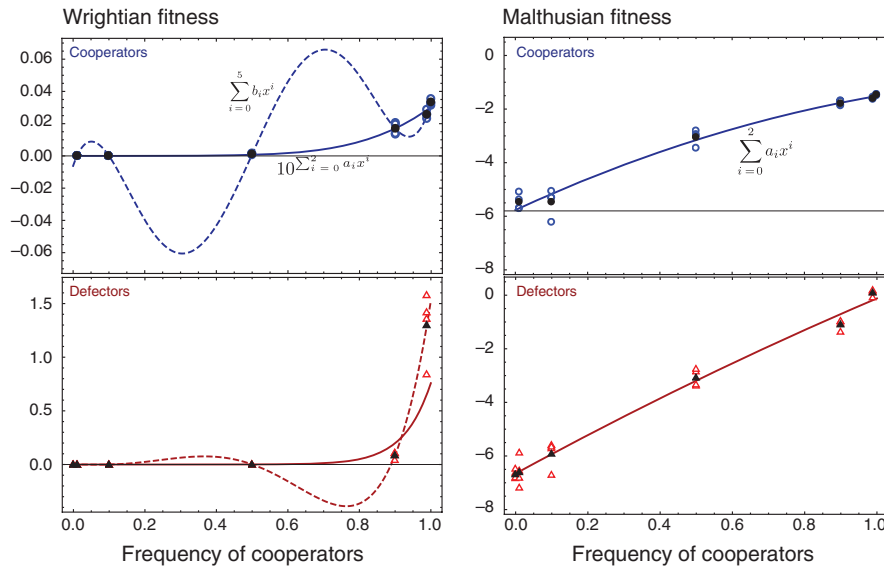 Wrightian fitness
Malthusian fitness
Cooperators
0.06
0.04
0.02
0.00
−0.02
−0.04
−0.06
$\sum_{i=0}^{5} b_i x^i$
$10^{\sum_{i=0}^{2} a_i x^i}$
Cooperators
0
−2
−4
−6
−8
$\sum_{i=0}^{2} a_i x^i$
Defectors
1.5
1.0
0.5
0.0
0.0 0.2 0.4 0.6 0.8 1.0
Frequency of cooperators
Defectors
0
−2
−4
−6
−8
0.0 0.2 0.4 0.6 0.8 1.0
Frequency of cooperators